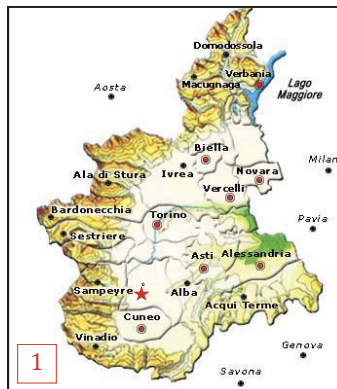 Domodossola
Verbania
Macugnaga
Lago
Maggiore
Aosta
Biella
Ivrea
Novara
Milan
Ala di Stura
Vercelli
Bardonecchia
Torino
Sestriere
Pavia
Asti
Alessandria
Sampeyre
Alba
Acqui Terme
Cuneo
Vinadio
Genova
Savona
1